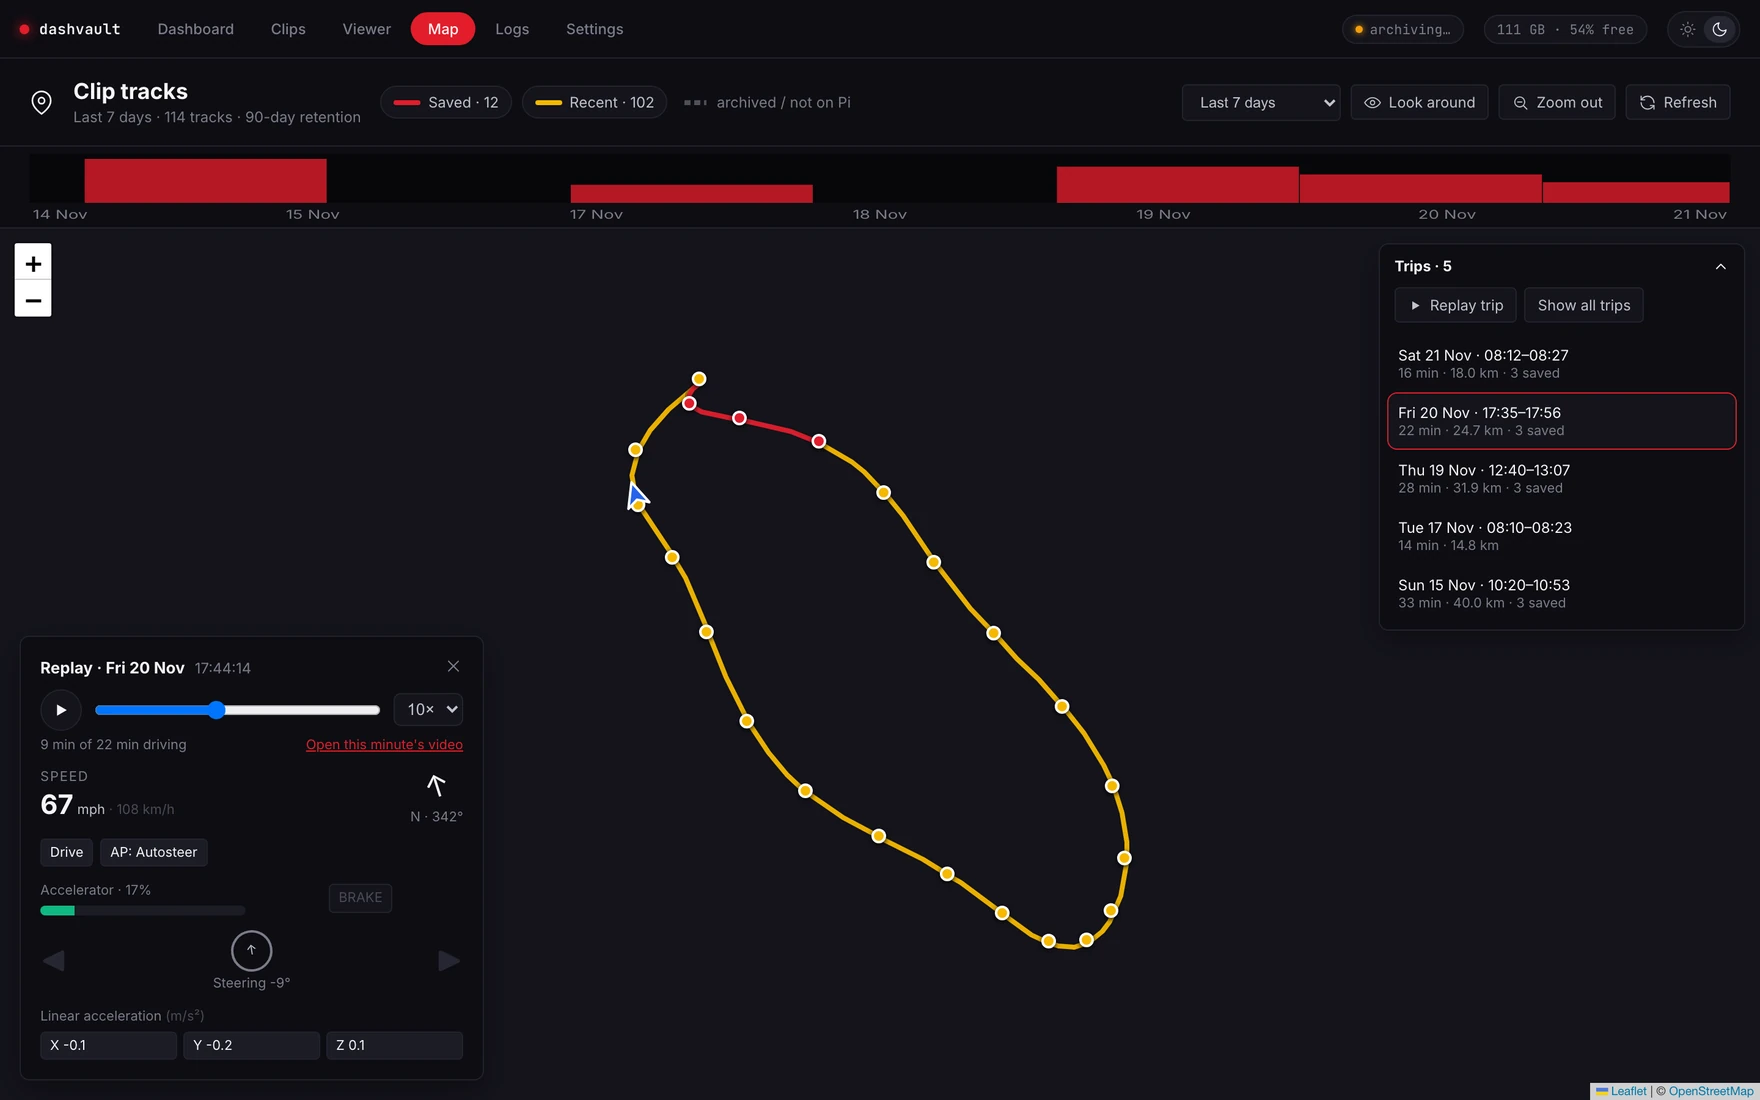 dashvault Dashboard Clips Viewer Map Logs Settings archiving… 111 GB · 54% free
Clip tracks
Last 7 days · 114 tracks · 90-day retention
Saved · 12 Recent · 102 archived / not on Pi
Last 7 days Look around Zoom out Refresh
14 Nov 15 Nov 17 Nov 18 Nov 19 Nov 20 Nov 21 Nov
+
−
Trips · 5
Replay trip Show all trips
Sat 21 Nov · 08:12–08:27
16 min · 18.0 km · 3 saved
Fri 20 Nov · 17:35–17:56
22 min · 24.7 km · 3 saved
Thu 19 Nov · 12:40–13:07
28 min · 31.9 km · 3 saved
Tue 17 Nov · 08:10–08:23
14 min · 14.8 km
Sun 15 Nov · 10:20–10:53
33 min · 40.0 km · 3 saved
Replay · Fri 20 Nov 17:44:14
10×
9 min of 22 min driving Open this minute's video
SPEED
67 mph · 108 km/h
N · 342°
Drive AP: Autosteer
Accelerator · 17%
BRAKE
Steering -9°
Linear acceleration (m/s²)
X -0.1 Y -0.2 Z 0.1
Leaflet | © OpenStreetMap